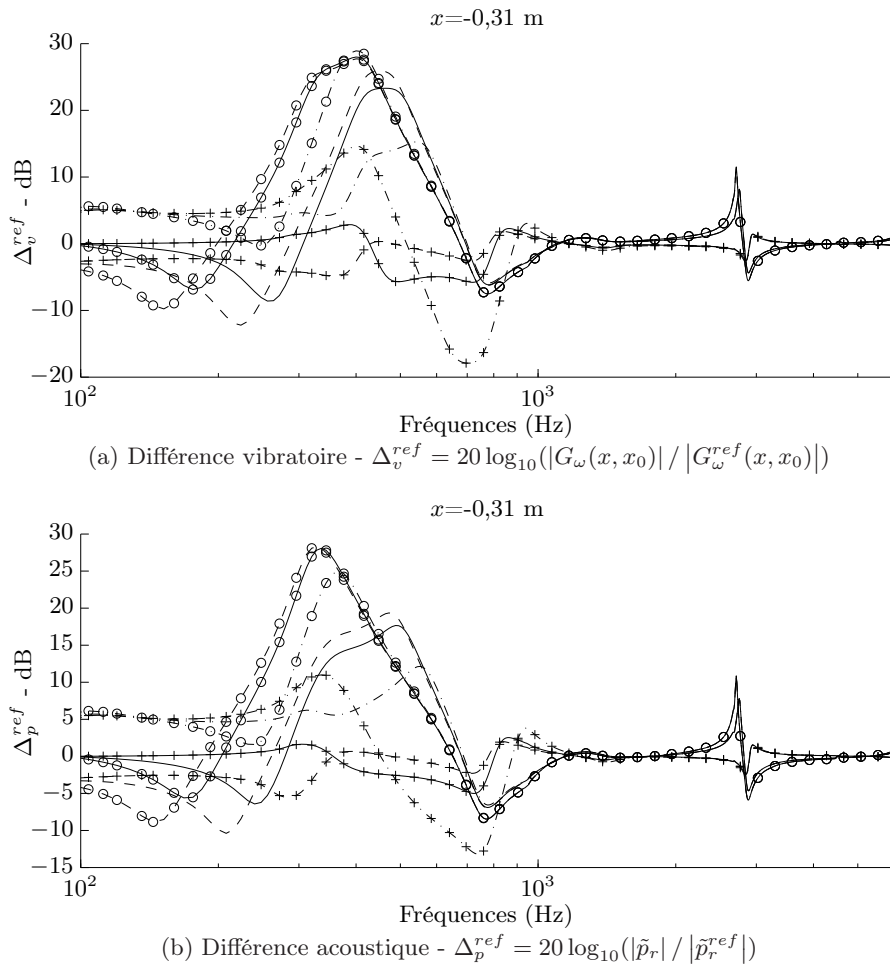 x=-0,31 m
30
20
10
0
−10
−20
Δ_v^{ref} - dB
10^2
10^3
Fréquences (Hz)
(a) Différence vibratoire - Δ_v^{ref} = 20 log_{10}(|G_ω(x, x_0)| / |G_ω^{ref}(x, x_0)|)
x=-0,31 m
30
25
20
15
10
5
0
−5
−10
−15
Δ_p^{ref} - dB
10^2
10^3
Fréquences (Hz)
(b) Différence acoustique - Δ_p^{ref} = 20 log_{10}(|p̃_r| / |p̃_r^{ref}|)